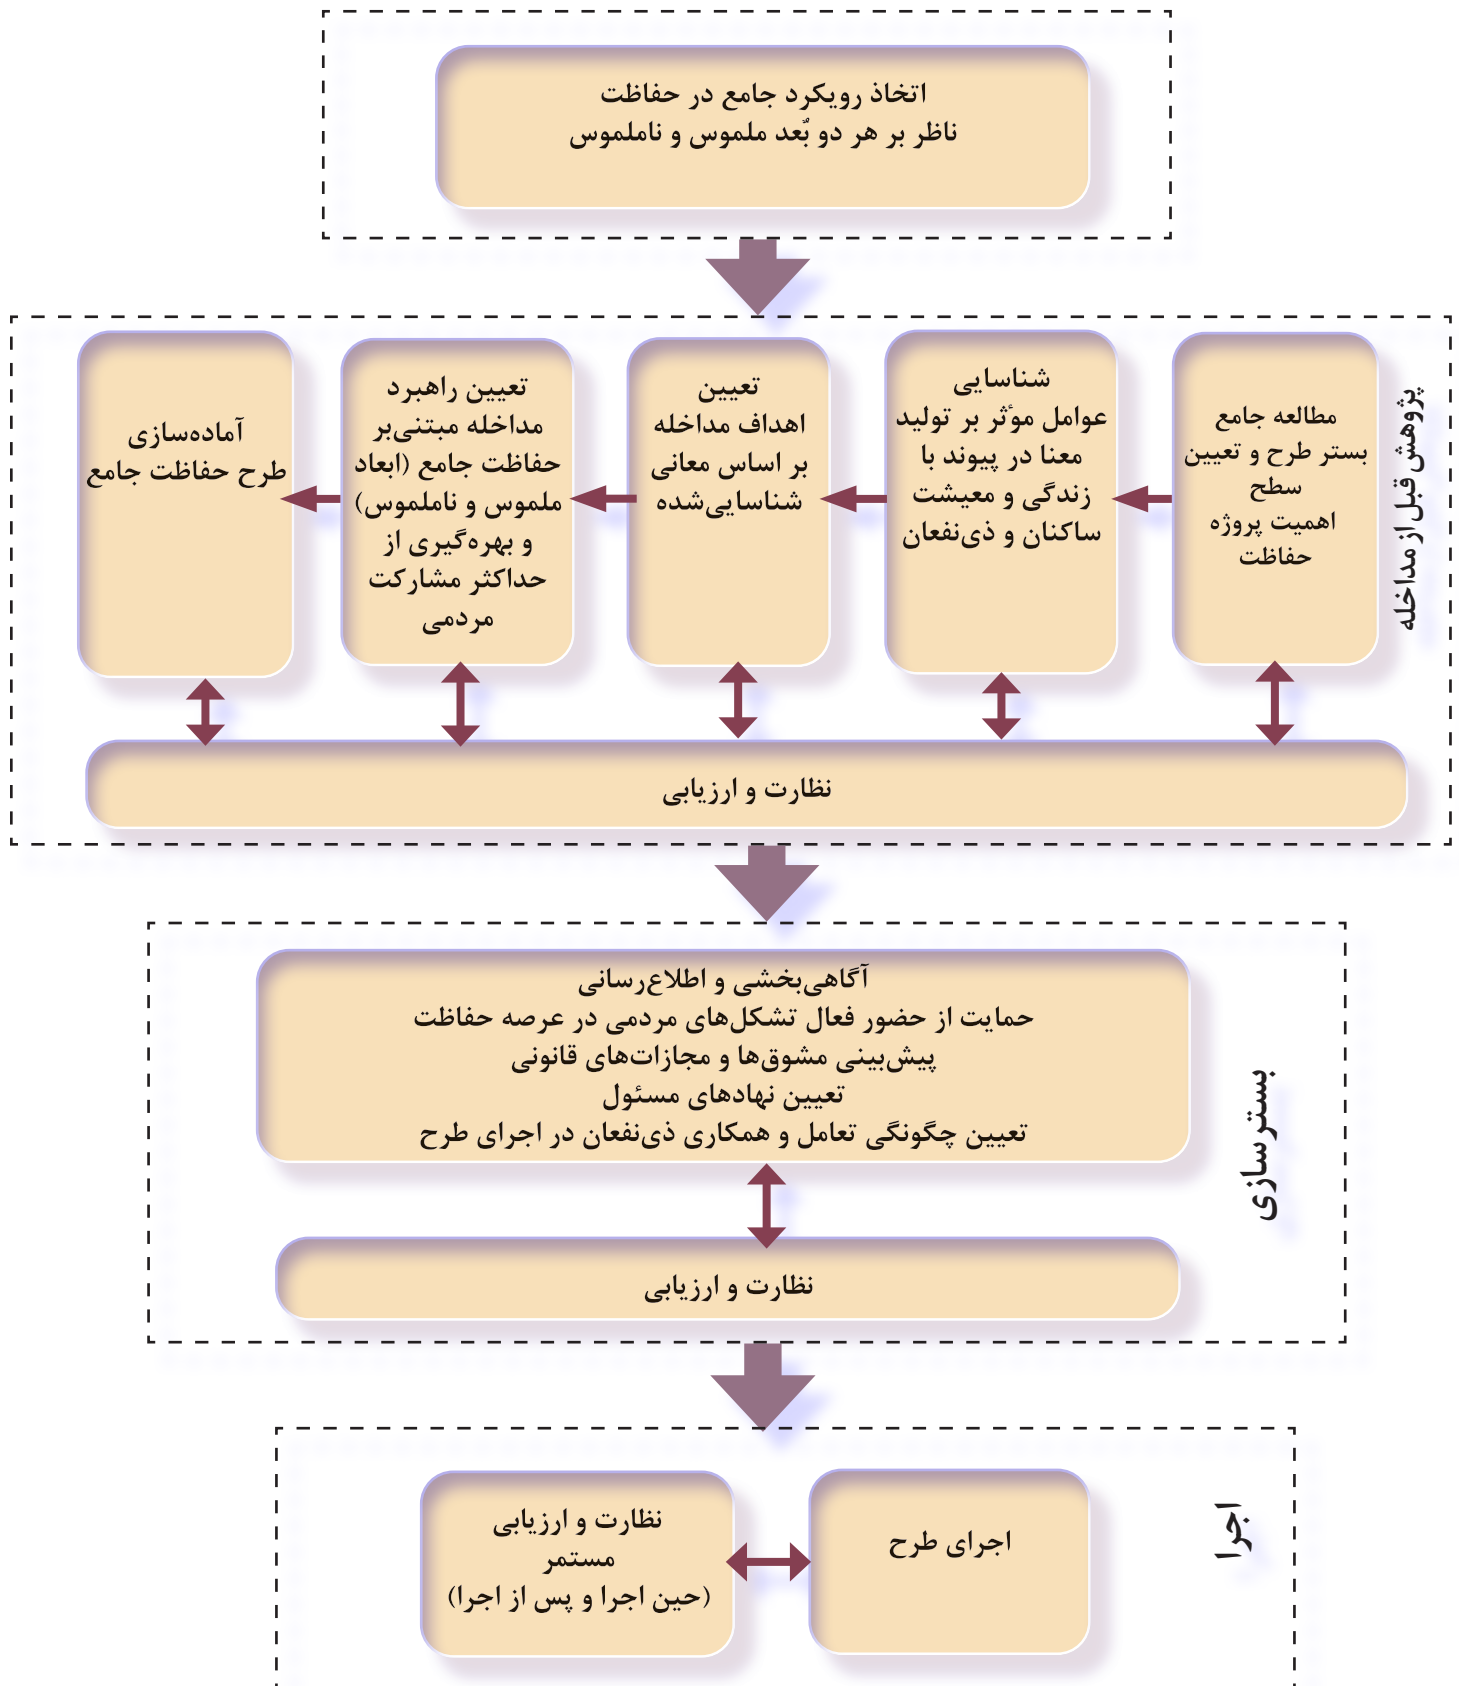 اتخاذ رویکرد جامع در حفاظت
ناظر بر هر دو بُعد ملموس و ناملموس
پژوهش قبل از مداخله
مطالعه جامع
بستر طرح و تعیین
سطح
اهمیت پروژه
حفاظت
شناسایی
عوامل مؤثر بر تولید
معنا در پیوند با
زندگی و معیشت
ساکنان و ذی‌نفعان
تعیین
اهداف مداخله
بر اساس معانی
شناسایی‌شده
تعیین راهبرد
مداخله مبتنی‌بر
حفاظت جامع (ابعاد
ملموس و ناملموس)
و بهره‌گیری از
حداکثر مشارکت
مردمی
آماده‌سازی
طرح حفاظت جامع
نظارت و ارزیابی
بسترسازی
آگاهی‌بخشی و اطلاع‌رسانی
حمایت از حضور فعال تشکل‌های مردمی در عرصه حفاظت
پیش‌بینی مشوق‌ها و مجازات‌های قانونی
تعیین نهادهای مسئول
تعیین چگونگی تعامل و همکاری ذی‌نفعان در اجرای طرح
نظارت و ارزیابی
اجرا
اجرای طرح
نظارت و ارزیابی
مستمر
(حین اجرا و پس از اجرا)